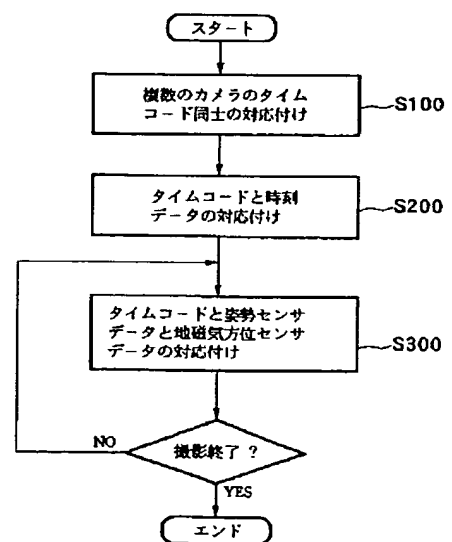 スタート
複数のカメラのタイム
コード同士の対応付け
S100
タイムコードと時刻
データの対応付け
S200
タイムコードと姿勢センサ
データと地磁気方位センサ
データの対応付け
S300
撮影終了 ?
NO
YES
エンド